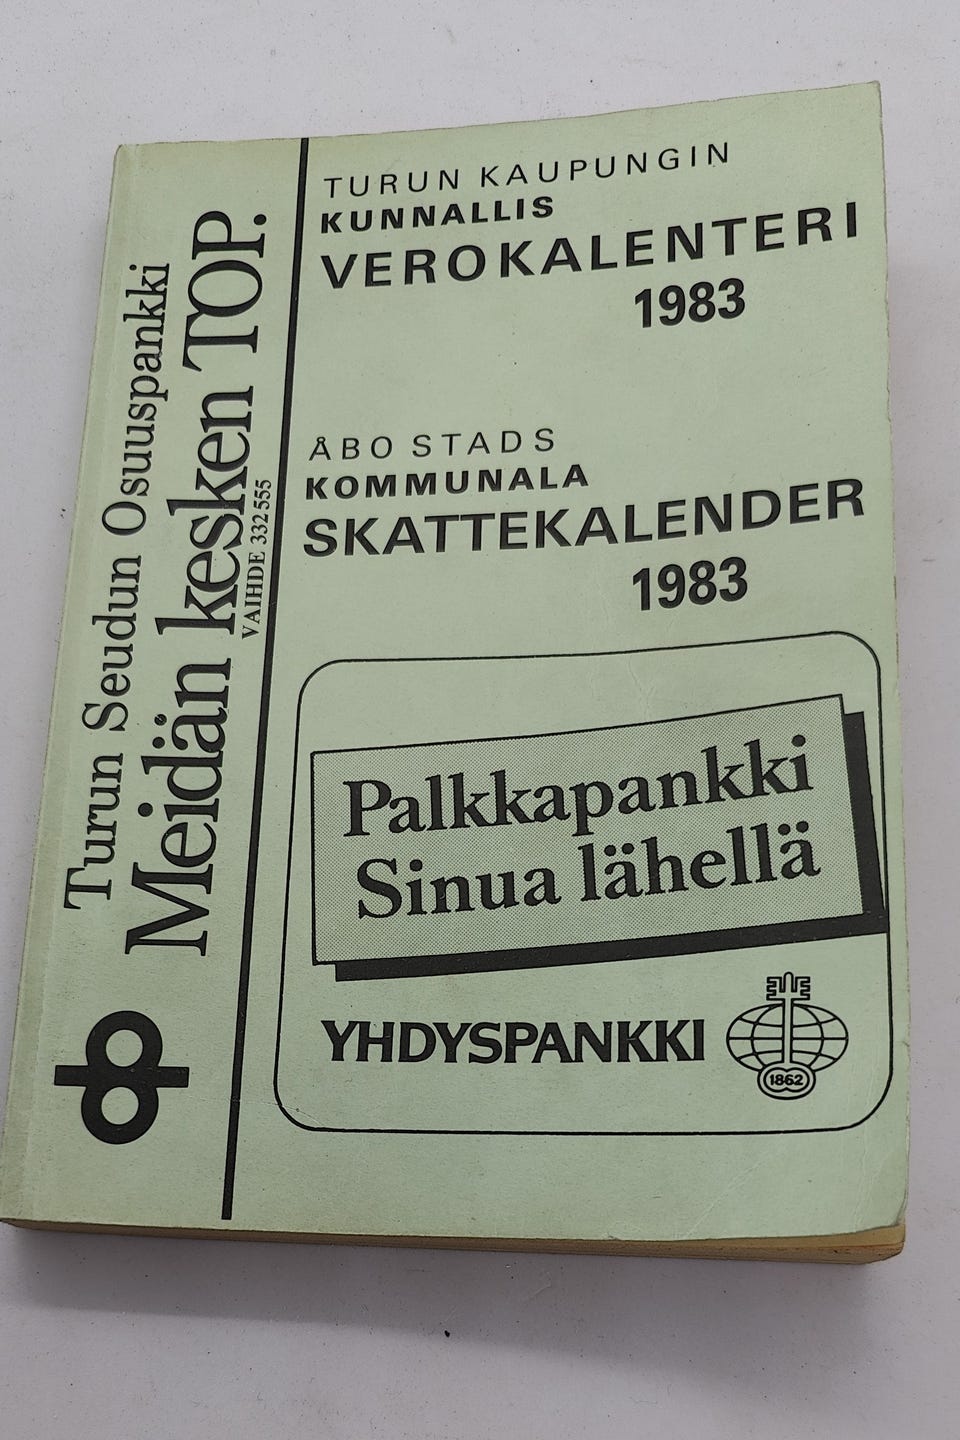 TURUN KAUPUNGIN
KUNNALLIS
VEROKALENTERI
1983
ÅBO STADS
KOMMUNALA
SKATTEKALENDER
1983
Turun Seudun Osuuspankki
Meidän kesken TOP.
VAIHDE 332 555
Palkkapankki
Sinua lähellä
YHDYSPANKKI
1862